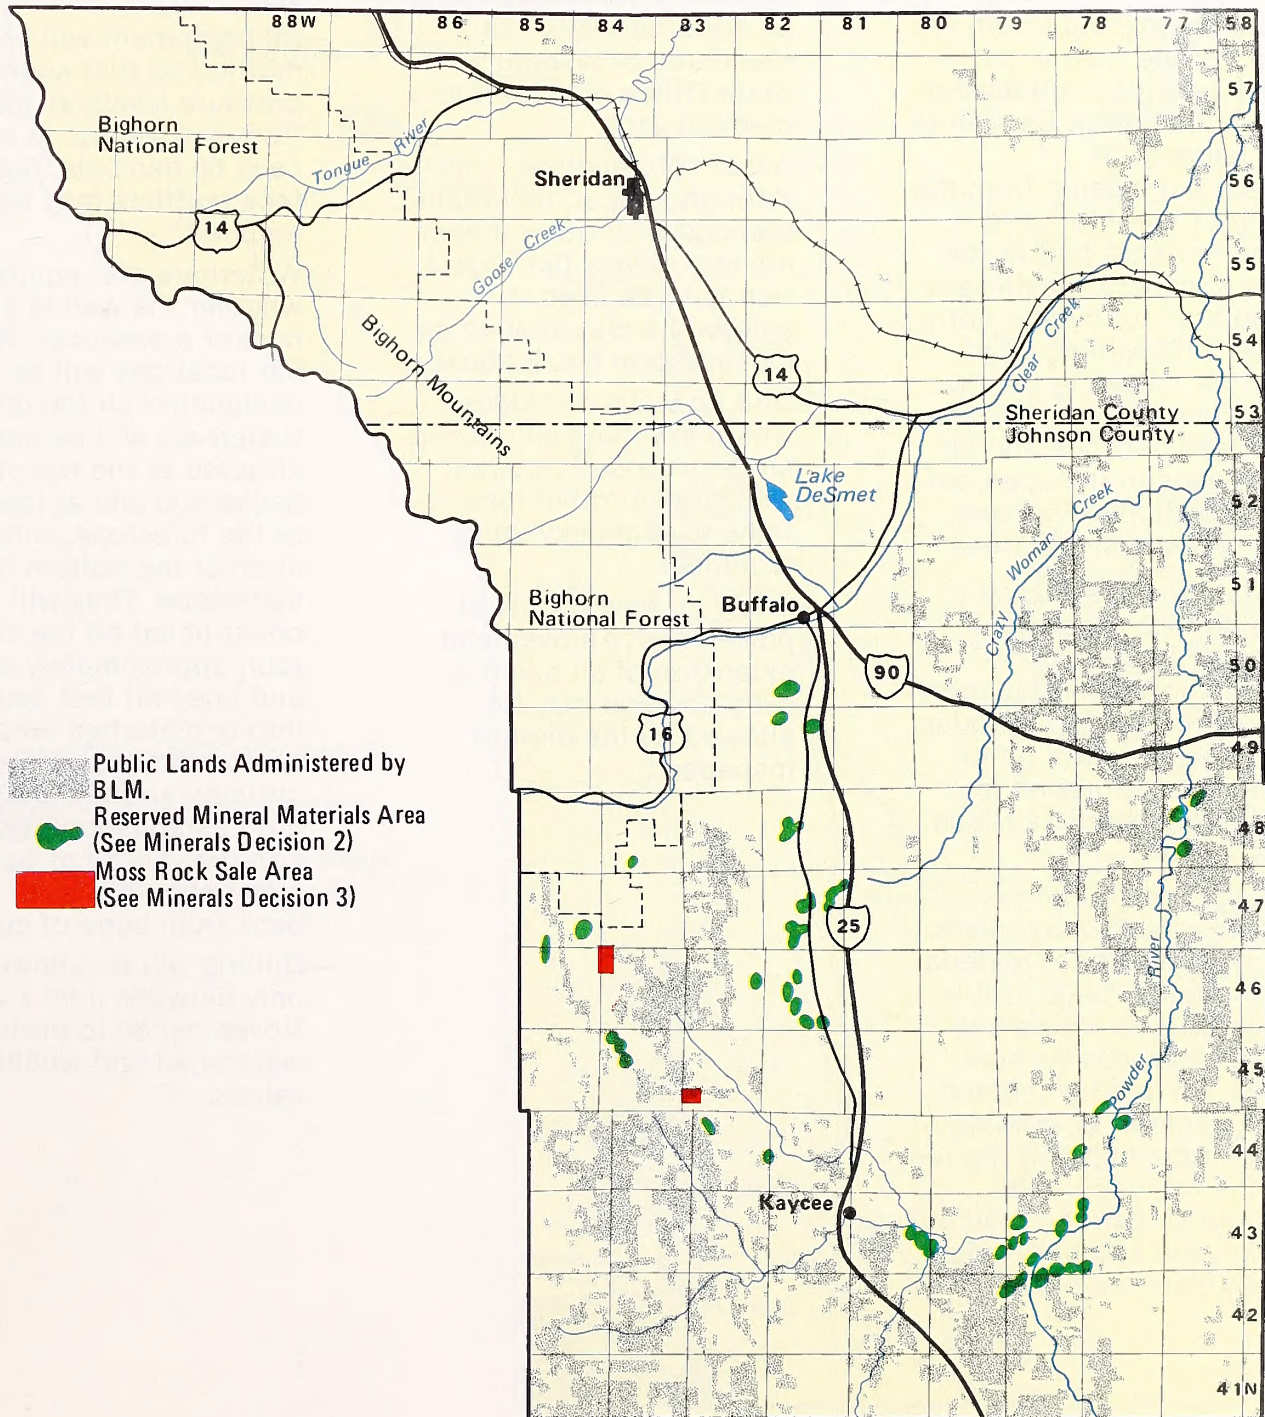 88W 86 85 84 83 82 81 80 79 78 77 58
57
Bighorn
National Forest
Tongue River
56
Sheridan
14
Goose Creek
55
Bighorn Mountains
54
14
Clear Creek
Sheridan County
Johnson County
53
Lake
DeSmet
52
Crazy Woman Creek
51
Bighorn
National Forest
Buffalo
50
90
16
49
Public Lands Administered by
BLM.
Reserved Mineral Materials Area
(See Minerals Decision 2)
Moss Rock Sale Area
(See Minerals Decision 3)
48
47
25
46
Powder River
45
44
Kaycee
43
42
41N